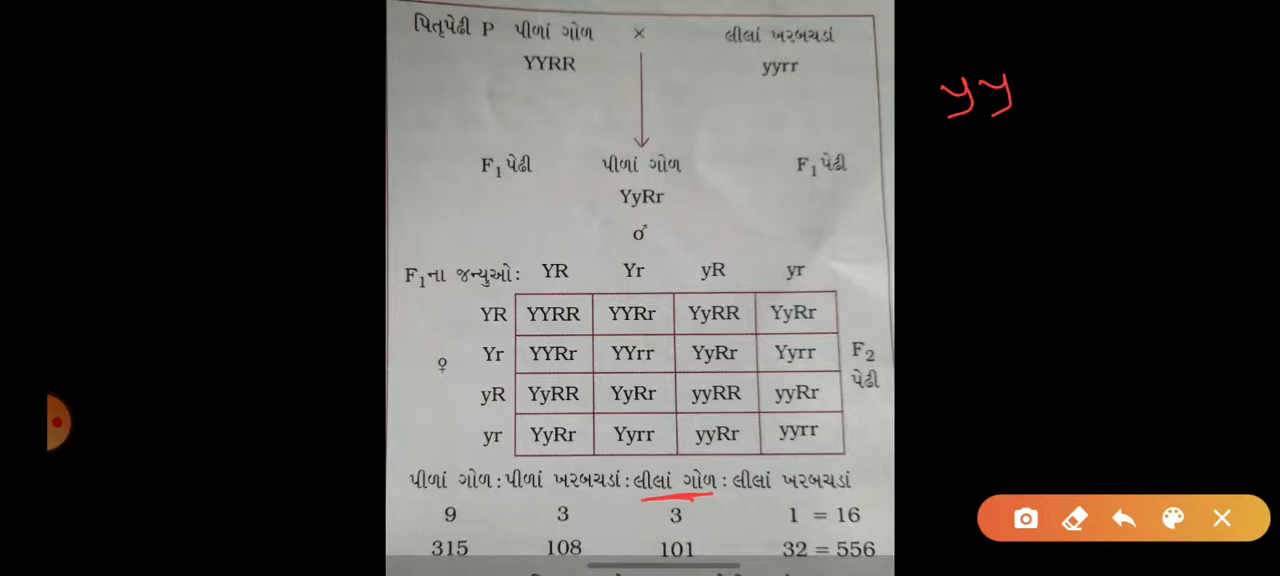 પિતૃપેઢી P પીળાં ગોળ × લીલાં ખરબચડાં
YYRR yyrr
yy
F₁પેઢી પીળાં ગોળ F₁પેઢી
YyRr
♂
F₁ના જન્યુઓ: YR Yr yR yr
YR YYRR YYRr YyRR YyRr
♀ Yr YYRr YYrr YyRr Yyrr F₂
પેઢી
yR YyRR YyRr yyRR yyRr
yr YyRr Yyrr yyRr yyrr
પીળાં ગોળ : પીળાં ખરબચડાં : લીલાં ગોળ : લીલાં ખરબચડાં
9 3 3 1 = 16
315 108 101 32 = 556